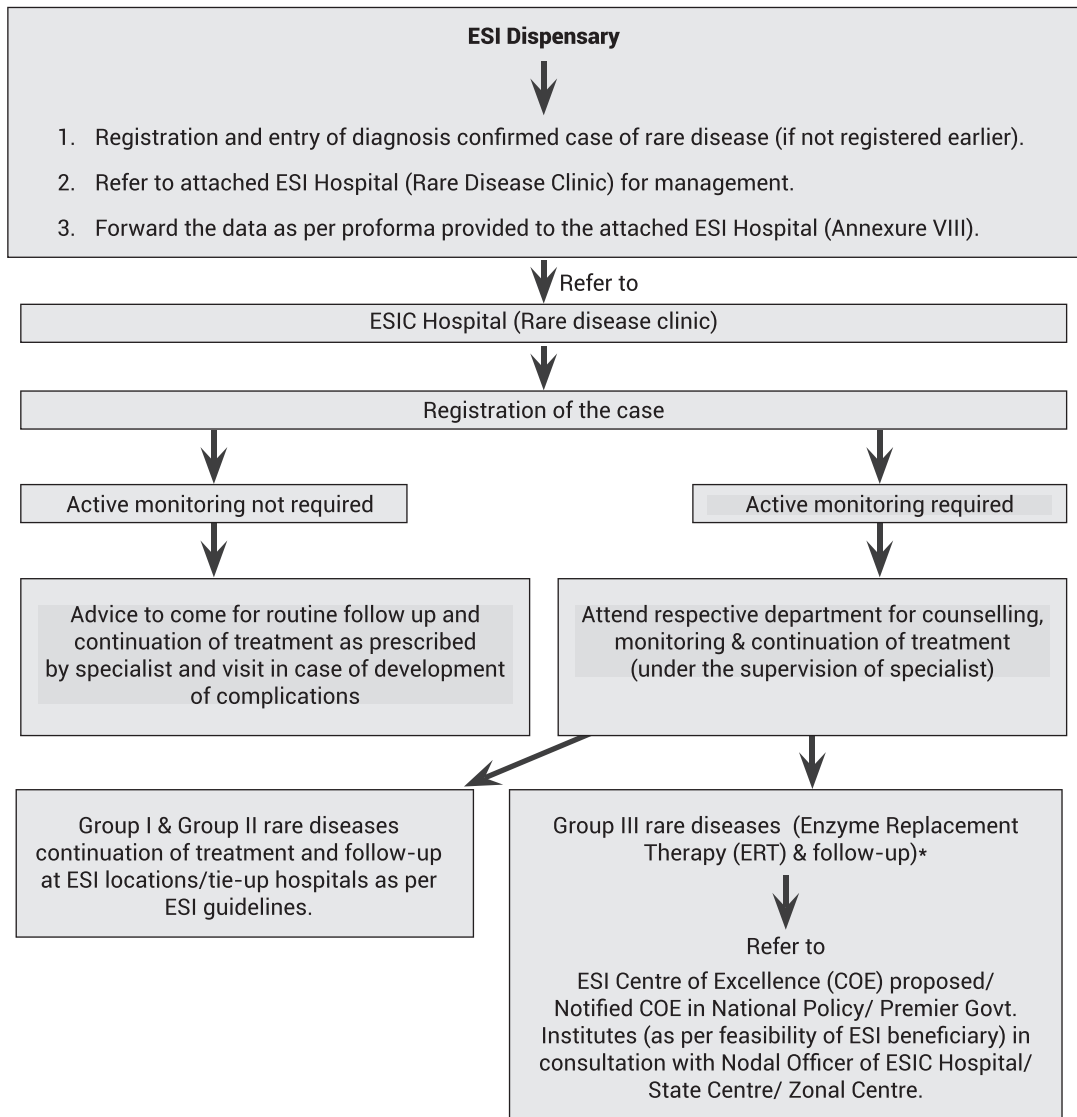 ESI Dispensary
1. Registration and entry of diagnosis confirmed case of rare disease (if not registered earlier).
2. Refer to attached ESI Hospital (Rare Disease Clinic) for management.
3. Forward the data as per proforma provided to the attached ESI Hospital (Annexure VIII).
Refer to
ESIC Hospital (Rare disease clinic)
Registration of the case
Active monitoring not required
Active monitoring required
Advice to come for routine follow up and
continuation of treatment as prescribed
by specialist and visit in case of development
of complications
Attend respective department for counselling,
monitoring & continuation of treatment
(under the supervision of specialist)
Group I & Group II rare diseases
continuation of treatment and follow-up
at ESI locations/tie-up hospitals as per
ESI guidelines.
Group III rare diseases (Enzyme Replacement
Therapy (ERT) & follow-up)*
Refer to
ESI Centre of Excellence (COE) proposed/
Notified COE in National Policy/ Premier Govt.
Institutes (as per feasibility of ESI beneficiary) in
consultation with Nodal Officer of ESIC Hospital/
State Centre/ Zonal Centre.